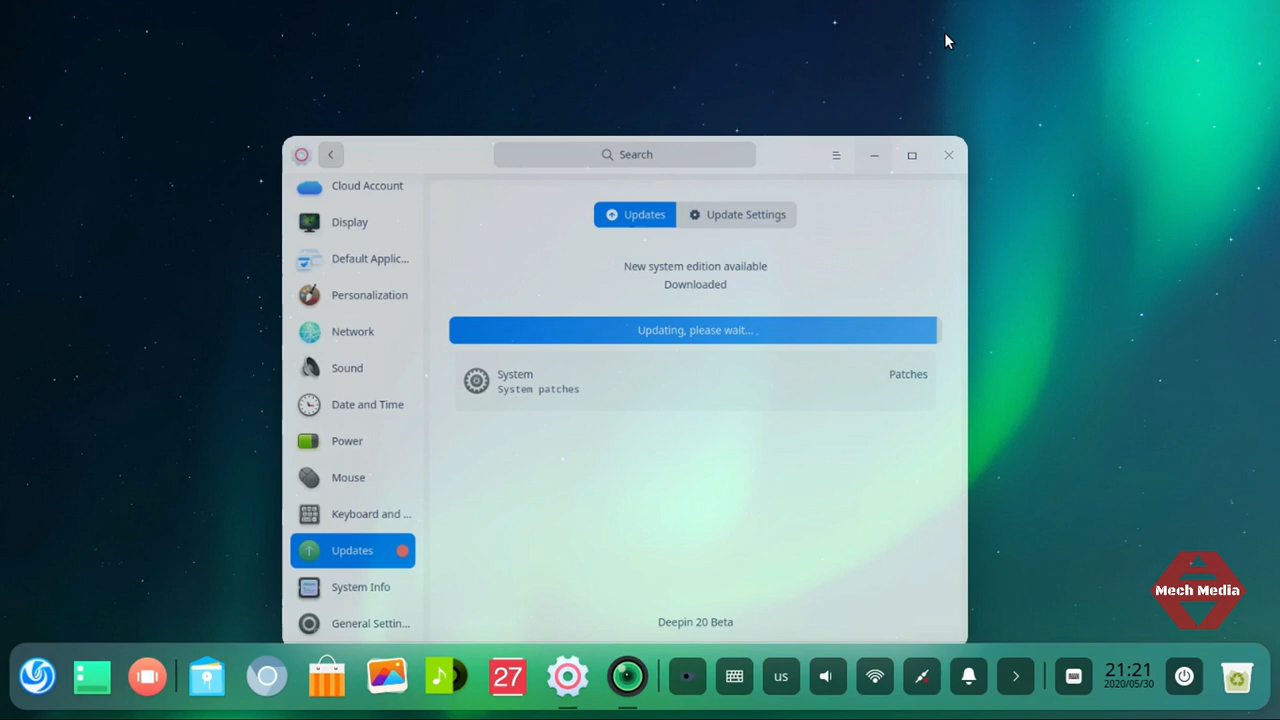 Search
Cloud Account
Display
Default Applic...
Personalization
Network
Sound
Date and Time
Power
Mouse
Keyboard and ...
Updates
System Info
General Settin...
Updates
Update Settings
New system edition available
Downloaded
Updating, please wait...
System
Patches
System patches
Deepin 20 Beta
Mech Media
27
us
21:21
2020/05/30